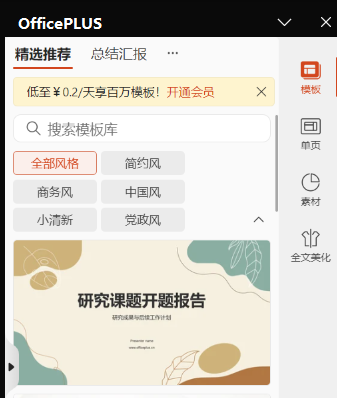 OfficePLUS
精选推荐 总结汇报 ···
低至￥0.2/天享百万模板！开通会员
搜索模板库
全部风格 简约风
商务风 中国风
小清新 党政风
研究课题开题报告
研究成果与后续工作计划
Presenter name
www.officeplus.cn
模板
单页
素材
全文美化